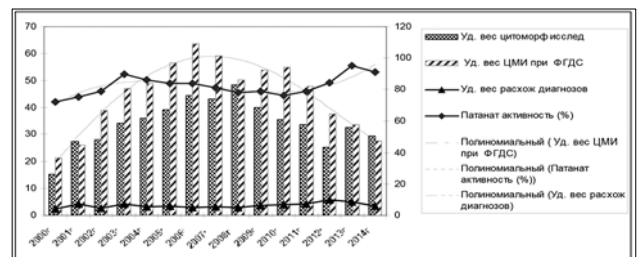 70
60
50
40
30
20
10
0
120
100
80
60
40
20
0
2000г
2001г
2002г
2003г
2004г
2005г
2006г
2007г
2008г
2009г
2010г
2011г
2012г
2013г
2014г
Уд. вес цитоморф исслед
Уд. вес ЦМИ при ФГДС
Уд. вес расхож диагнозов
Патанат активность (%)
Полиномиальный ( Уд. вес ЦМИ
при ФГДС)
Полиномиальный (Патанат
активность (%))
Полиномиальный (Уд. вес расхож
диагнозов)